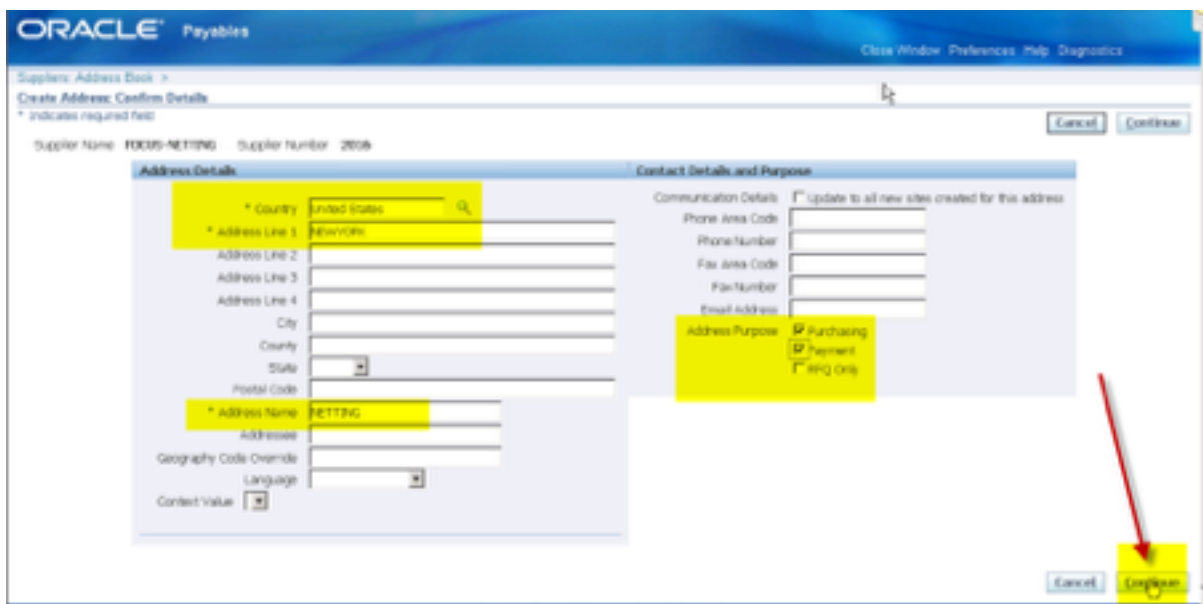 ORACLE Payables
Close Window Preferences Help Diagnostics
Suppliers: Address Book >
Create Address: Confirm Details
* Indicates required field
Cancel Continue
Supplier Name FOCUS-NETTING Supplier Number 2016
Address Details
* Country United States
* Address Line 1 NEWYORK
Address Line 2
Address Line 3
Address Line 4
City
County
State
Postal Code
* Address Name NETTING
Addressee
Geography Code Override
Language
Context Value
Contact Details and Purpose
Communication Details Update to all new sites created for this address
Phone Area Code
Phone Number
Fax Area Code
Fax Number
Email Address
Address Purpose Purchasing
Payment
RFQ Only
Cancel Continue